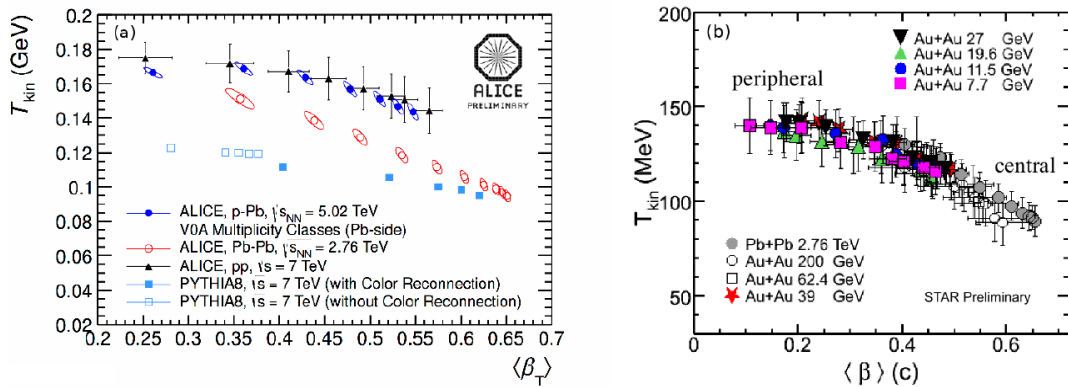 (a)
ALICE
PRELIMINARY
T_kin (GeV)
0.2
0.18
0.16
0.14
0.12
0.1
0.08
0.06
0.04
0.02
ALICE, p-Pb, √s_NN = 5.02 TeV
V0A Multiplicity Classes (Pb-side)
ALICE, Pb-Pb, √s_NN = 2.76 TeV
ALICE, pp, √s = 7 TeV
PYTHIA8, √s = 7 TeV (with Color Reconnection)
PYTHIA8, √s = 7 TeV (without Color Reconnection)
0.2 0.25 0.3 0.35 0.4 0.45 0.5 0.55 0.6 0.65 0.7
⟨β_T⟩
(b)
Au+Au 27 GeV
Au+Au 19.6 GeV
Au+Au 11.5 GeV
Au+Au 7.7 GeV
peripheral
central
T_kin (MeV)
200
150
100
50
Pb+Pb 2.76 TeV
Au+Au 200 GeV
Au+Au 62.4 GeV
Au+Au 39 GeV
STAR Preliminary
0 0.2 0.4 0.6
⟨β⟩ (c)